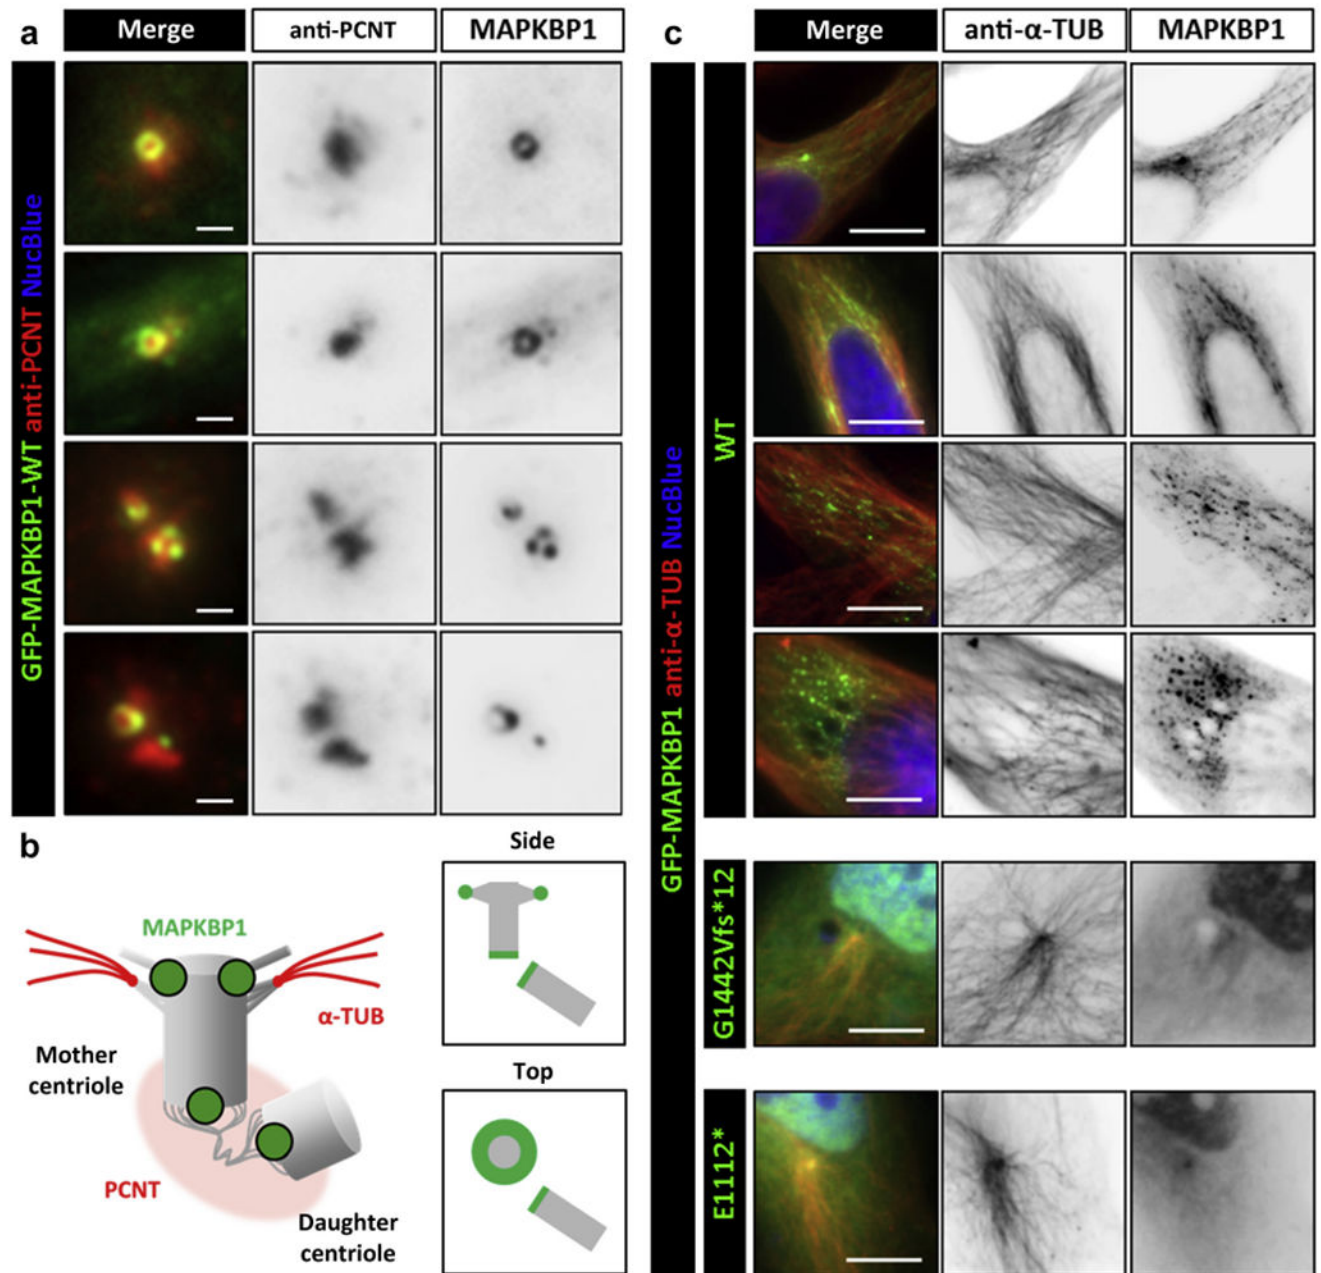 a
Merge
anti-PCNT
MAPKBP1
GFP-MAPKBP1-WT anti-PCNT NucBlue
b
MAPKBP1
α-TUB
Mother
centriole
PCNT
Daughter
centriole
Side
Top
c
Merge
anti-α-TUB
MAPKBP1
GFP-MAPKBP1 anti-α-TUB NucBlue
WT
G1442Vfs*12
E1112*